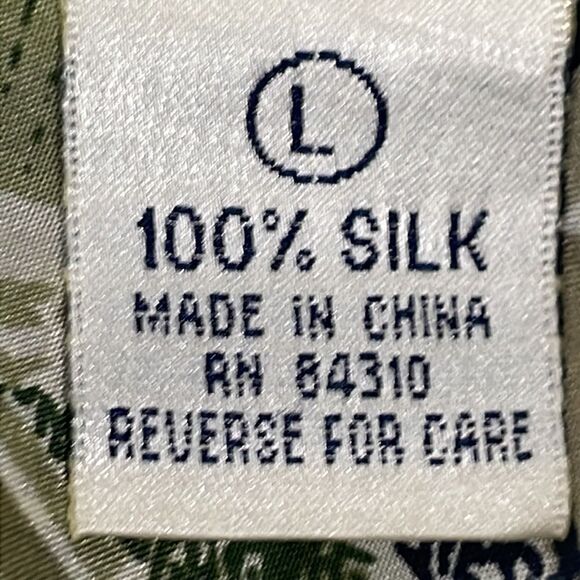 L
100% SILK
MADE IN CHINA
RN 84310
REVERSE FOR CARE